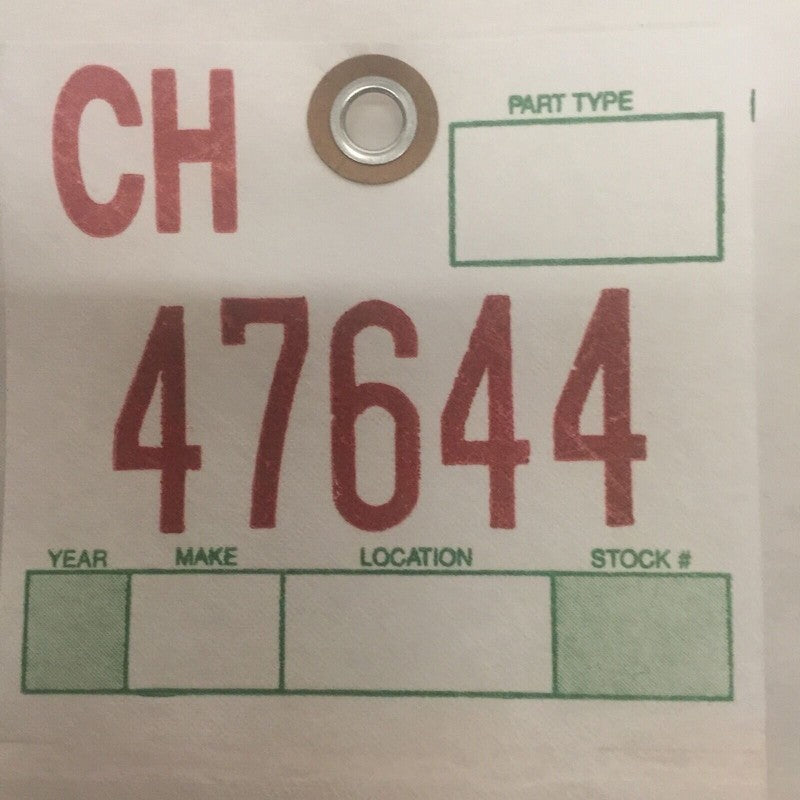 CH
PART TYPE
47644
YEAR MAKE LOCATION STOCK #